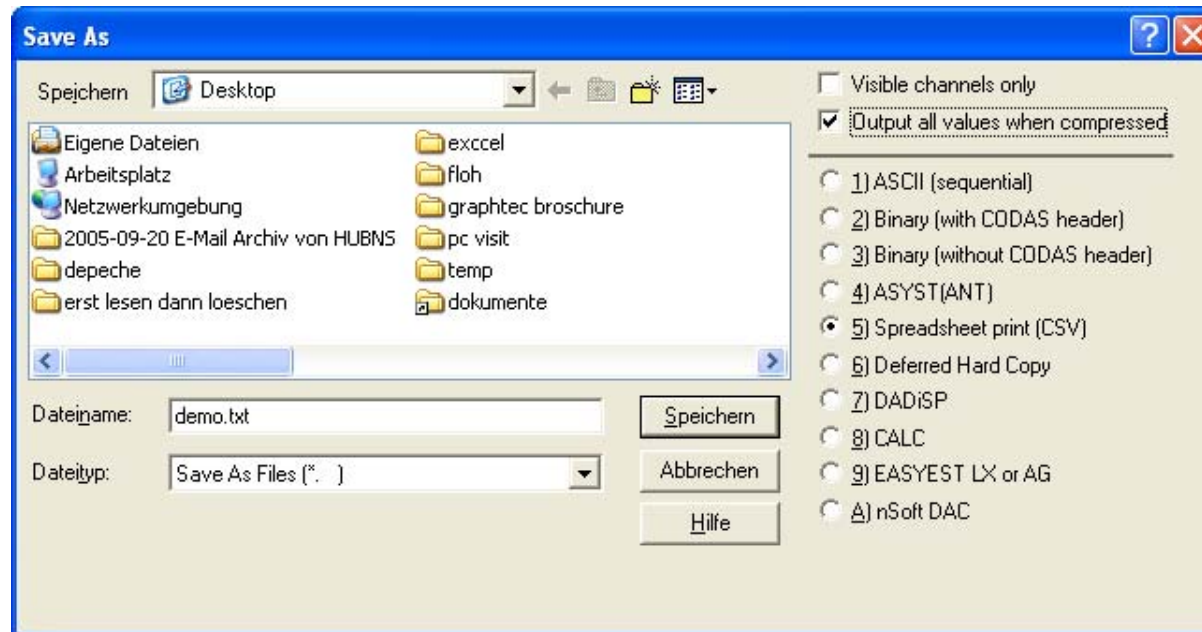 Save As
Speichern
Desktop
Eigene Dateien
Arbeitsplatz
Netzwerkumgebung
2005-09-20 E-Mail Archiv von HUBNS
depeche
erst lesen dann loeschen
exccel
floh
graphtec broschure
pc visit
temp
dokumente
Dateiname:
demo.txt
Speichern
Dateityp:
Save As Files (*. )
Abbrechen
Hilfe
Visible channels only
Output all values when compressed
1) ASCII (sequential)
2) Binary (with CODAS header)
3) Binary (without CODAS header)
4) ASYST(ANT)
5) Spreadsheet print (CSV)
6) Deferred Hard Copy
7) DADiSP
8) CALC
9) EASYEST LX or AG
A) nSoft DAC